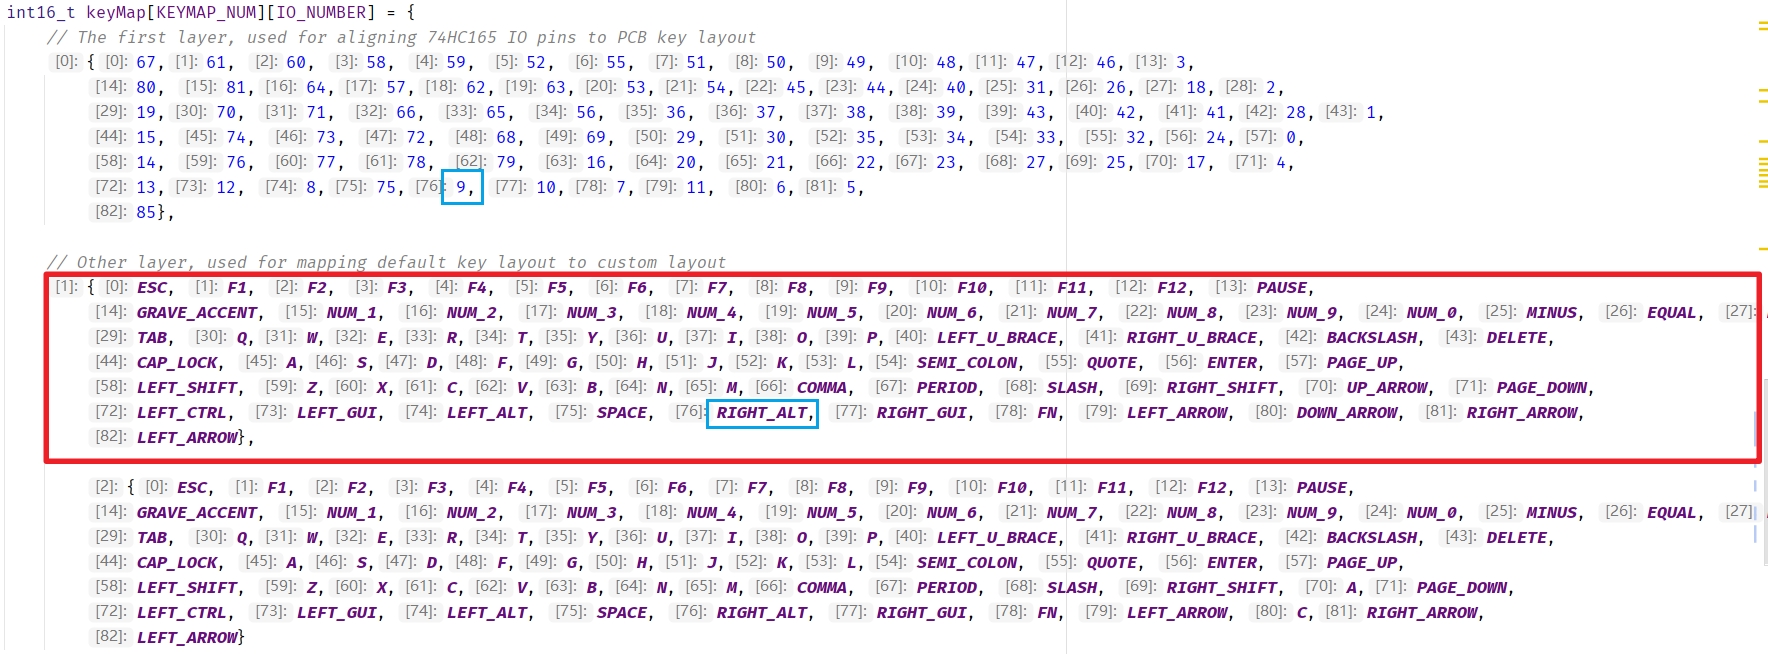 int16_t keyMap[KEYMAP_NUM][IO_NUMBER] = {
// The first layer, used for aligning 74HC165 IO pins to PCB key layout
[0]: { [0]: 67, [1]: 61, [2]: 60, [3]: 58, [4]: 59, [5]: 52, [6]: 55, [7]: 51, [8]: 50, [9]: 49, [10]: 48, [11]: 47, [12]: 46, [13]: 3,
[14]: 80, [15]: 81, [16]: 64, [17]: 57, [18]: 62, [19]: 63, [20]: 53, [21]: 54, [22]: 45, [23]: 44, [24]: 40, [25]: 31, [26]: 26, [27]: 18, [28]: 2,
[29]: 19, [30]: 70, [31]: 71, [32]: 66, [33]: 65, [34]: 56, [35]: 36, [36]: 37, [37]: 38, [38]: 39, [39]: 43, [40]: 42, [41]: 41, [42]: 28, [43]: 1,
[44]: 15, [45]: 74, [46]: 73, [47]: 72, [48]: 68, [49]: 69, [50]: 29, [51]: 30, [52]: 35, [53]: 34, [54]: 33, [55]: 32, [56]: 24, [57]: 0,
[58]: 14, [59]: 76, [60]: 77, [61]: 78, [62]: 79, [63]: 16, [64]: 20, [65]: 21, [66]: 22, [67]: 23, [68]: 27, [69]: 25, [70]: 17, [71]: 4,
[72]: 13, [73]: 12, [74]: 8, [75]: 75, [76]: 9, [77]: 10, [78]: 7, [79]: 11, [80]: 6, [81]: 5,
[82]: 85},
// Other layer, used for mapping default key layout to custom layout
[1]: { [0]: ESC, [1]: F1, [2]: F2, [3]: F3, [4]: F4, [5]: F5, [6]: F6, [7]: F7, [8]: F8, [9]: F9, [10]: F10, [11]: F11, [12]: F12, [13]: PAUSE,
[14]: GRAVE_ACCENT, [15]: NUM_1, [16]: NUM_2, [17]: NUM_3, [18]: NUM_4, [19]: NUM_5, [20]: NUM_6, [21]: NUM_7, [22]: NUM_8, [23]: NUM_9, [24]: NUM_0, [25]: MINUS, [26]: EQUAL, [27]:
[29]: TAB, [30]: Q, [31]: W, [32]: E, [33]: R, [34]: T, [35]: Y, [36]: U, [37]: I, [38]: O, [39]: P, [40]: LEFT_U_BRACE, [41]: RIGHT_U_BRACE, [42]: BACKSLASH, [43]: DELETE,
[44]: CAP_LOCK, [45]: A, [46]: S, [47]: D, [48]: F, [49]: G, [50]: H, [51]: J, [52]: K, [53]: L, [54]: SEMI_COLON, [55]: QUOTE, [56]: ENTER, [57]: PAGE_UP,
[58]: LEFT_SHIFT, [59]: Z, [60]: X, [61]: C, [62]: V, [63]: B, [64]: N, [65]: M, [66]: COMMA, [67]: PERIOD, [68]: SLASH, [69]: RIGHT_SHIFT, [70]: UP_ARROW, [71]: PAGE_DOWN,
[72]: LEFT_CTRL, [73]: LEFT_GUI, [74]: LEFT_ALT, [75]: SPACE, [76]: RIGHT_ALT, [77]: RIGHT_GUI, [78]: FN, [79]: LEFT_ARROW, [80]: DOWN_ARROW, [81]: RIGHT_ARROW,
[82]: LEFT_ARROW},
[2]: { [0]: ESC, [1]: F1, [2]: F2, [3]: F3, [4]: F4, [5]: F5, [6]: F6, [7]: F7, [8]: F8, [9]: F9, [10]: F10, [11]: F11, [12]: F12, [13]: PAUSE,
[14]: GRAVE_ACCENT, [15]: NUM_1, [16]: NUM_2, [17]: NUM_3, [18]: NUM_4, [19]: NUM_5, [20]: NUM_6, [21]: NUM_7, [22]: NUM_8, [23]: NUM_9, [24]: NUM_0, [25]: MINUS, [26]: EQUAL, [27]:
[29]: TAB, [30]: Q, [31]: W, [32]: E, [33]: R, [34]: T, [35]: Y, [36]: U, [37]: I, [38]: O, [39]: P, [40]: LEFT_U_BRACE, [41]: RIGHT_U_BRACE, [42]: BACKSLASH, [43]: DELETE,
[44]: CAP_LOCK, [45]: A, [46]: S, [47]: D, [48]: F, [49]: G, [50]: H, [51]: J, [52]: K, [53]: L, [54]: SEMI_COLON, [55]: QUOTE, [56]: ENTER, [57]: PAGE_UP,
[58]: LEFT_SHIFT, [59]: Z, [60]: X, [61]: C, [62]: V, [63]: B, [64]: N, [65]: M, [66]: COMMA, [67]: PERIOD, [68]: SLASH, [69]: RIGHT_SHIFT, [70]: A, [71]: PAGE_DOWN,
[72]: LEFT_CTRL, [73]: LEFT_GUI, [74]: LEFT_ALT, [75]: SPACE, [76]: RIGHT_ALT, [77]: RIGHT_GUI, [78]: FN, [79]: LEFT_ARROW, [80]: C, [81]: RIGHT_ARROW,
[82]: LEFT_ARROW}